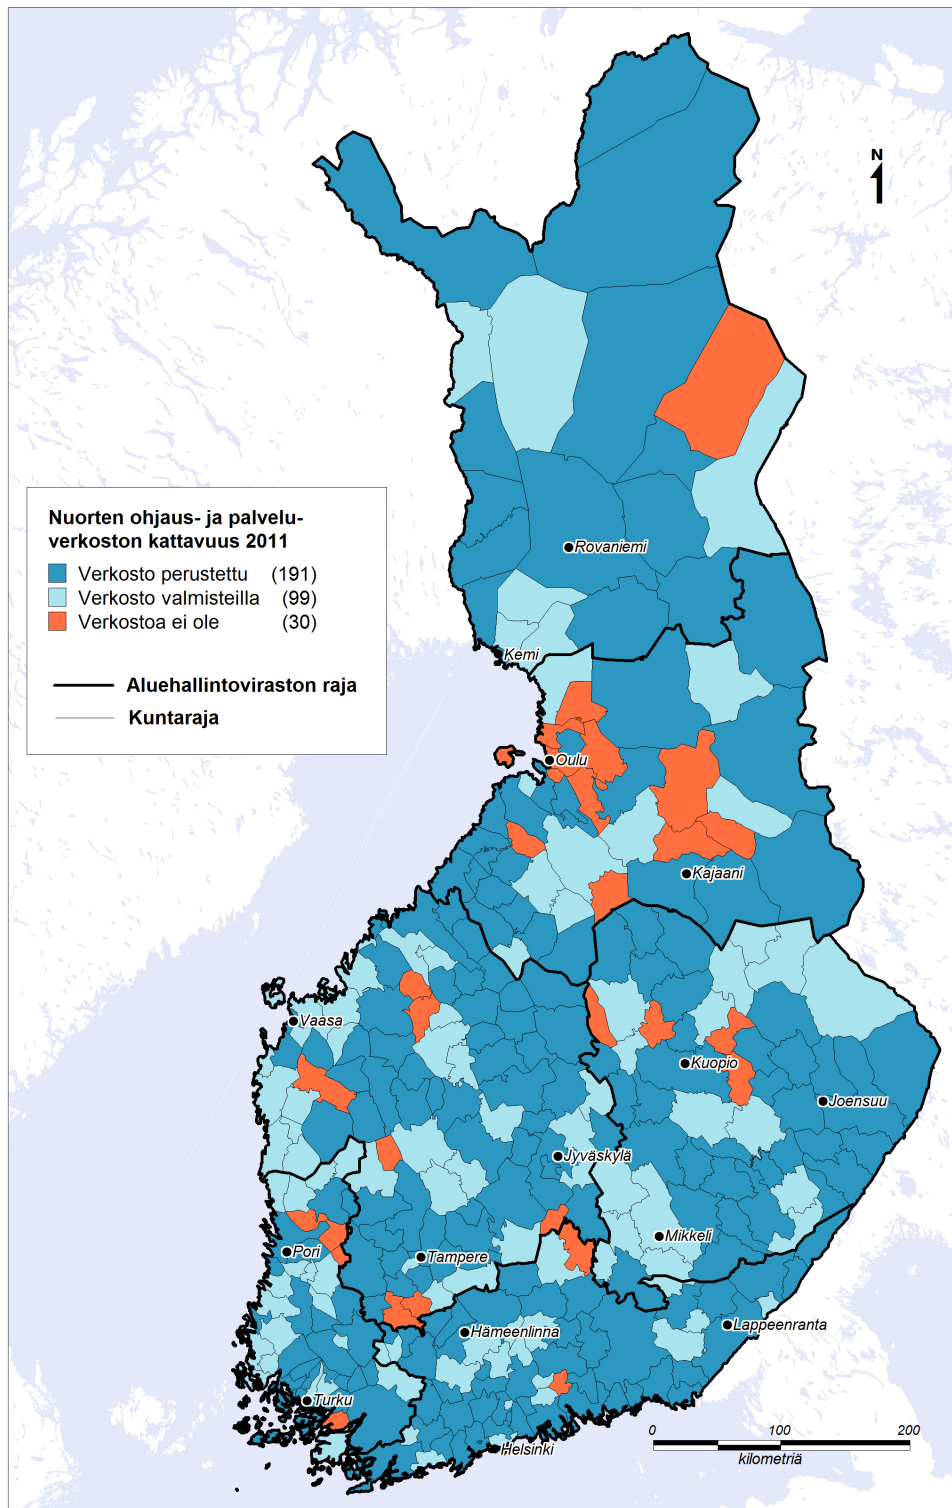 N
Nuorten ohjaus- ja palvelu-
verkoston kattavuus 2011
Verkosto perustettu (191)
Verkosto valmisteilla (99)
Verkostoa ei ole (30)
Aluehallintoviraston raja
Kuntaraja
Rovaniemi
Kemi
Oulu
Kajaani
Vaasa
Kuopio
Joensuu
Jyväskylä
Mikkeli
Pori
Tampere
Lappeenranta
Hämeenlinna
Turku
Helsinki
0 100 200
kilometriä